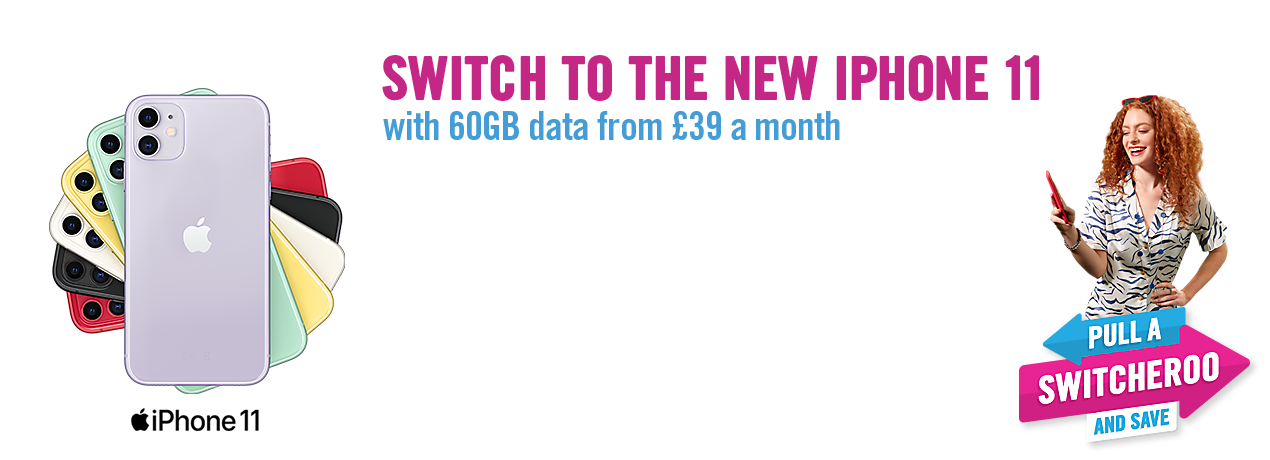 SWITCH TO THE NEW IPHONE 11
with 60GB data from £39 a month
iPhone 11
PULL A
SWITCHEROO
AND SAVE